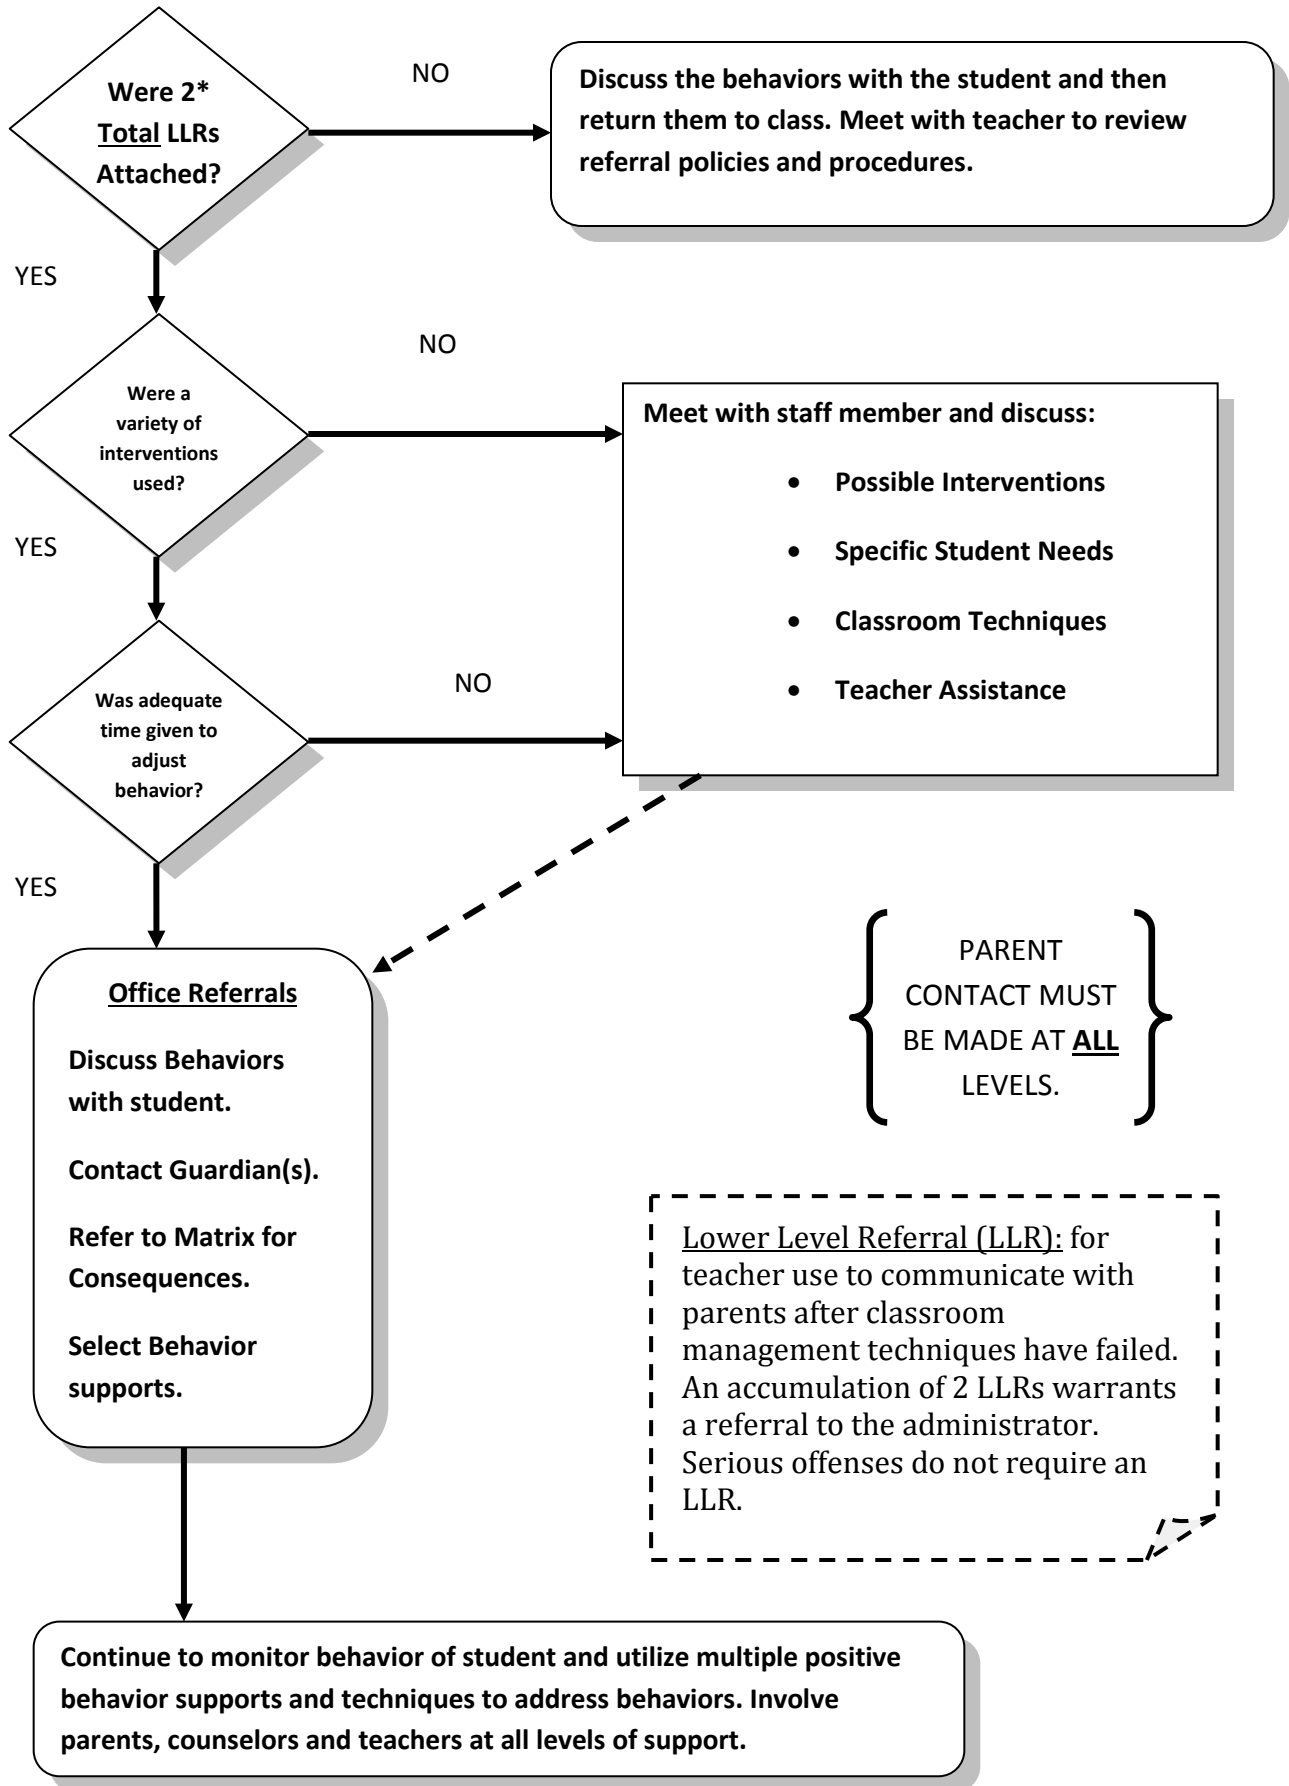 Were 2*
Total LLRs
Attached?
NO
Discuss the behaviors with the student and then
return them to class. Meet with teacher to review
referral policies and procedures.
YES
Were a
variety of
interventions
used?
NO
Meet with staff member and discuss:
• Possible Interventions
• Specific Student Needs
• Classroom Techniques
• Teacher Assistance
YES
Was adequate
time given to
adjust
behavior?
NO
YES
Office Referrals
Discuss Behaviors
with student.
Contact Guardian(s).
Refer to Matrix for
Consequences.
Select Behavior
supports.
PARENT
CONTACT MUST
BE MADE AT ALL
LEVELS.
Lower Level Referral (LLR): for
teacher use to communicate with
parents after classroom
management techniques have failed.
An accumulation of 2 LLRs warrants
a referral to the administrator.
Serious offenses do not require an
LLR.
Continue to monitor behavior of student and utilize multiple positive
behavior supports and techniques to address behaviors. Involve
parents, counselors and teachers at all levels of support.